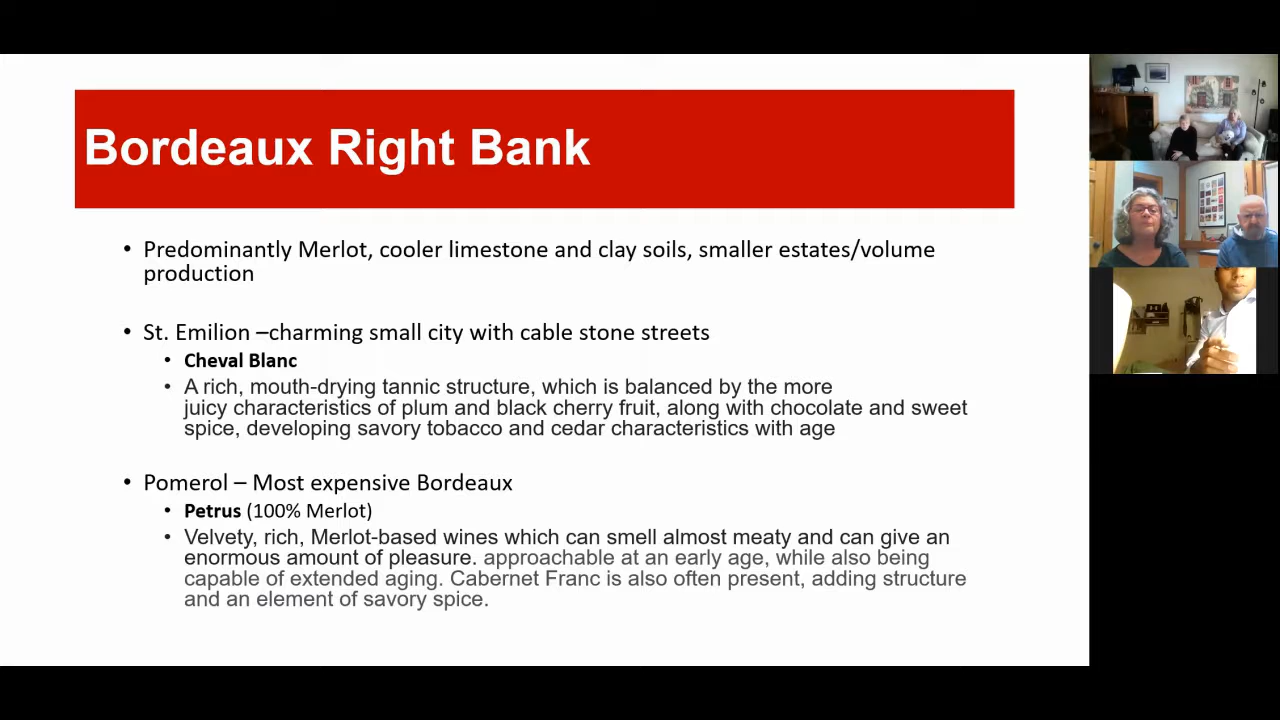 Bordeaux Right Bank
• Predominantly Merlot, cooler limestone and clay soils, smaller estates/volume
production
• St. Emilion –charming small city with cable stone streets
• Cheval Blanc
• A rich, mouth-drying tannic structure, which is balanced by the more
juicy characteristics of plum and black cherry fruit, along with chocolate and sweet
spice, developing savory tobacco and cedar characteristics with age
• Pomerol – Most expensive Bordeaux
• Petrus (100% Merlot)
• Velvety, rich, Merlot-based wines which can smell almost meaty and can give an
enormous amount of pleasure. approachable at an early age, while also being
capable of extended aging. Cabernet Franc is also often present, adding structure
and an element of savory spice.